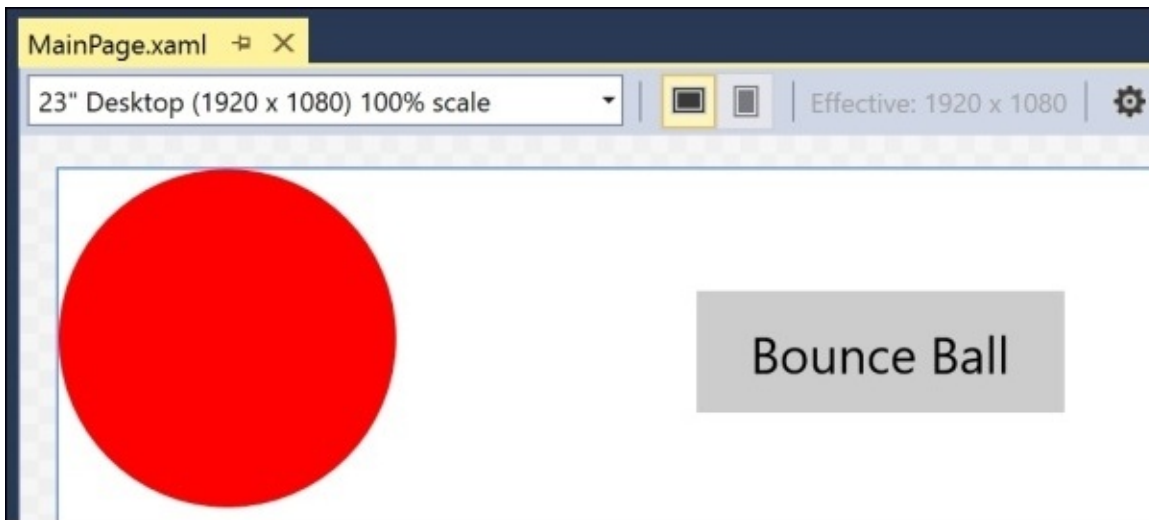 MainPage.xaml
23" Desktop (1920 x 1080) 100% scale
Effective: 1920 x 1080
Bounce Ball